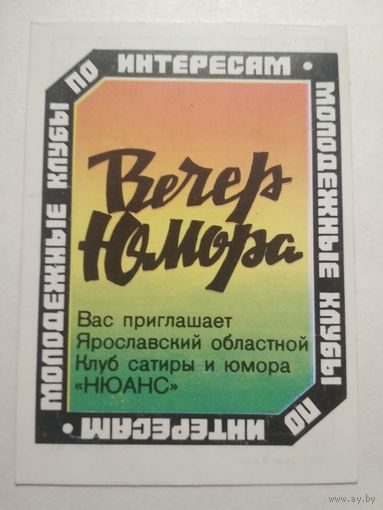 МОЛОДЕЖНЫЕ КЛУБЫ ПО ИНТЕРЕСАМ •
МОЛОДЕЖНЫЕ КЛУБЫ ПО ИНТЕРЕСАМ •
Вечер
Юмора
Вас приглашает
Ярославский областной
Клуб сатиры и юмора
«НЮАНС»
www.ay.by